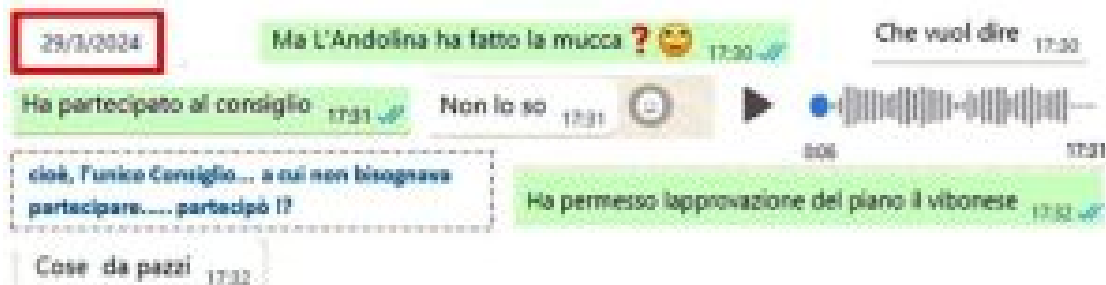 29/3/2024
Ma L'Andolina ha fatto la mucca ❓😊 17:30
Che vuol dire 17:30
Ha partecipato al consiglio 17:31
Non lo so 17:31
0:06 17:31
cioè, l'unico Consiglio... a cui non bisognava
partecipare..... partecipò !?
Ha permesso lapprovazione del piano il vibonese 17:32
Cose da pazzi 17:32